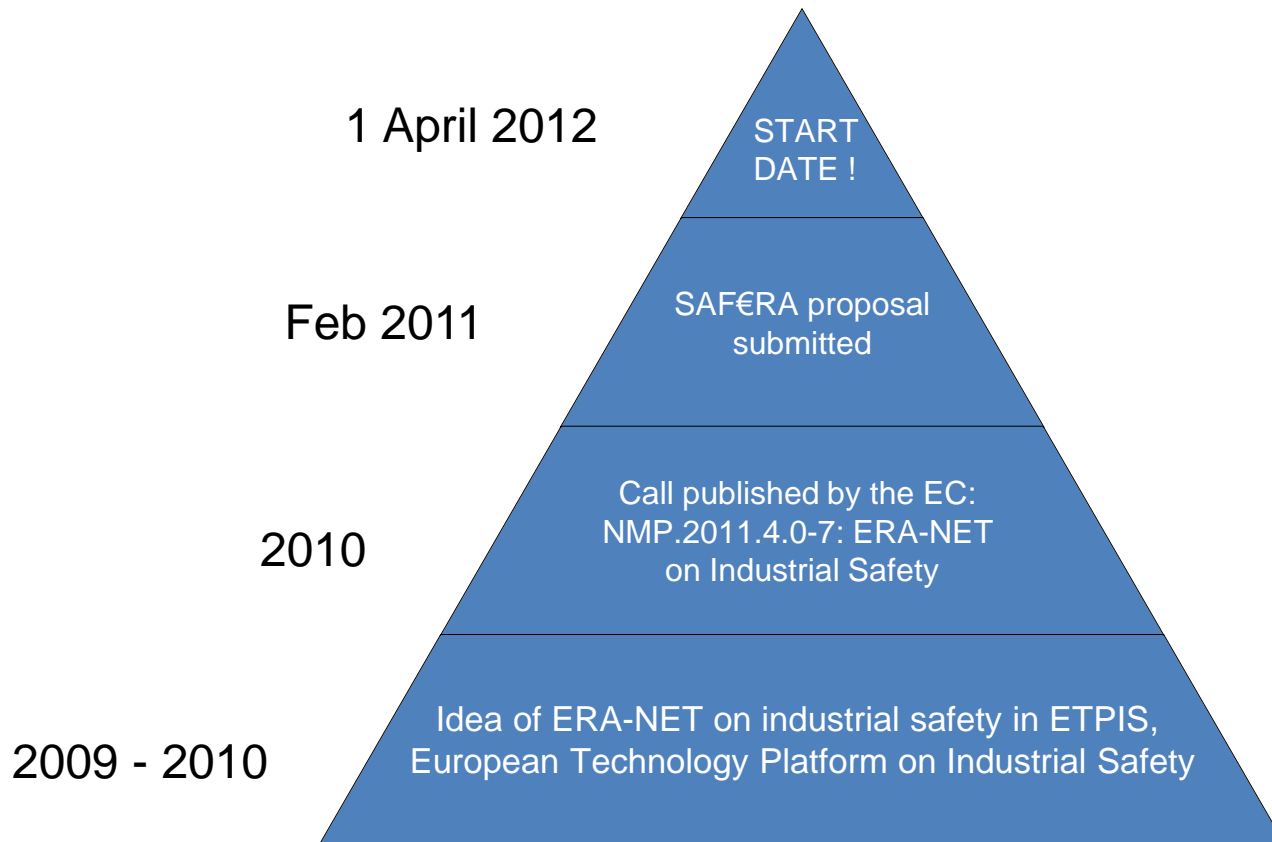 1 April 2012
START
DATE !
Feb 2011
SAF€RA proposal
submitted
2010
Call published by the EC:
NMP.2011.4.0-7: ERA-NET
on Industrial Safety
2009 - 2010
Idea of ERA-NET on industrial safety in ETPIS,
European Technology Platform on Industrial Safety